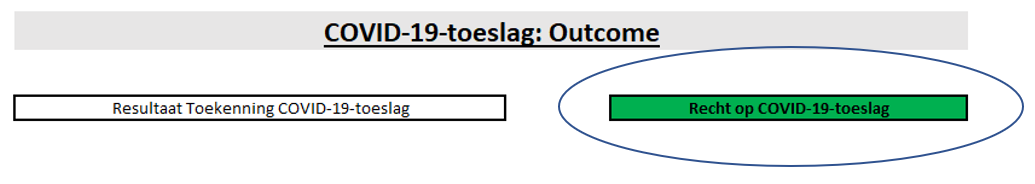 COVID-19-toeslag: Outcome
Resultaat Toekenning COVID-19-toeslag
Recht op COVID-19-toeslag